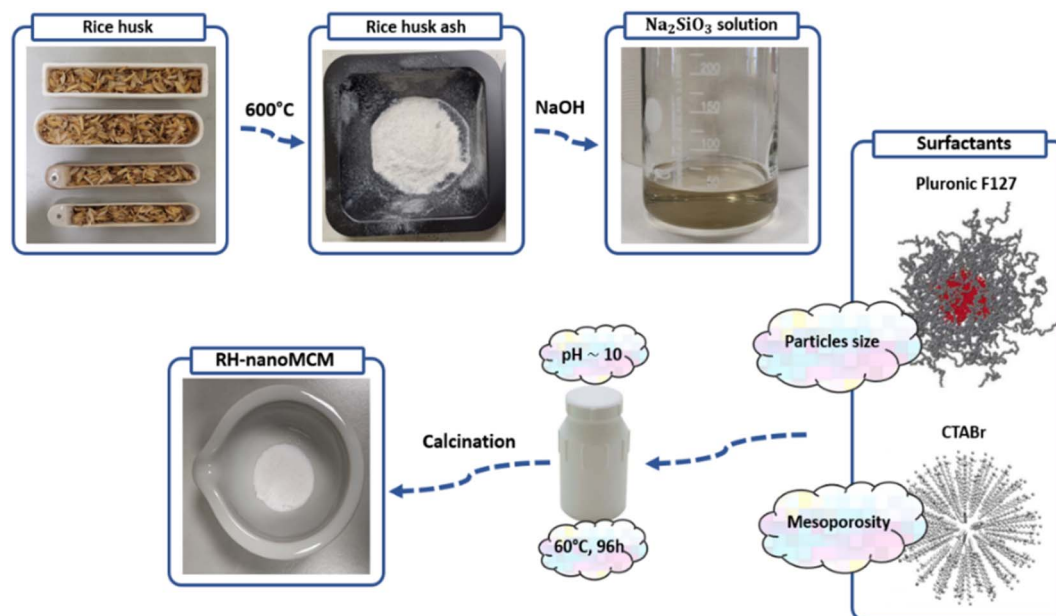 Rice husk
600°C
Rice husk ash
NaOH
Na₂SiO₃ solution
200
150
100
50
Surfactants
Pluronic F127
Particles size
CTABr
Mesoporosity
pH ~ 10
60°C, 96h
Calcination
RH-nanoMCM